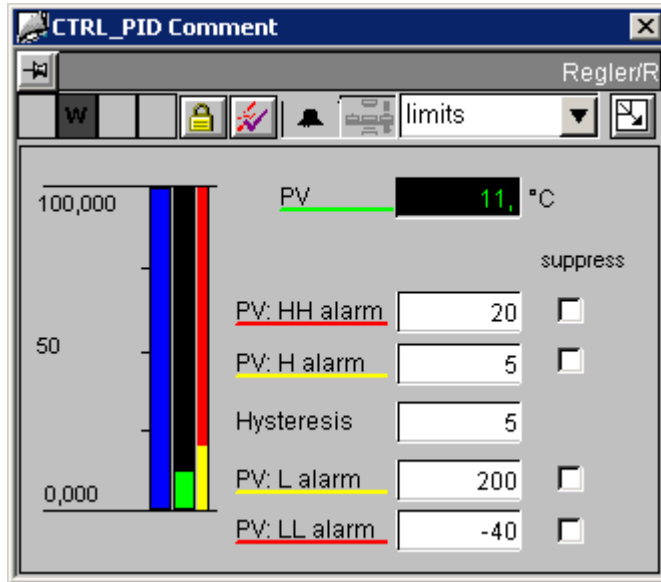 CTRL_PID Comment
Regler/R
W
limits
100,000
PV 11, °C
suppress
PV: HH alarm 20
50
PV: H alarm 5
Hysteresis 5
0,000
PV: L alarm 200
PV: LL alarm -40